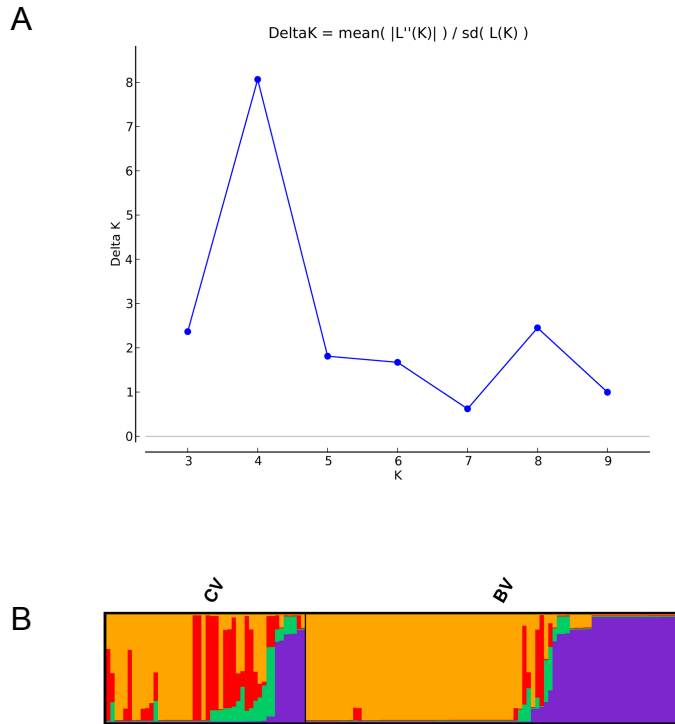 A
DeltaK = mean( |L''(K)| ) / sd( L(K) )
8
7
6
5
4
3
2
1
0
Delta K
3 4 5 6 7 8 9
K
CV BV
B